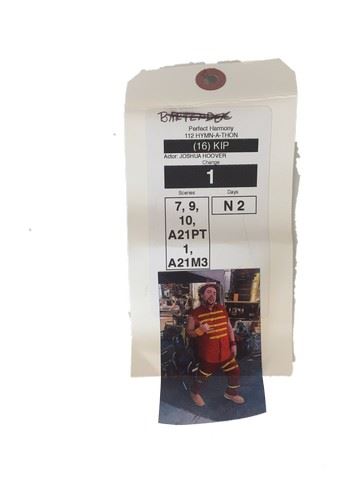 BARTENDER
Perfect Harmony
112 HYMN-A-THON
(16) KIP
Actor: JOSHUA HOOVER
Change
1
Scenes
Days
7, 9,
10,
A21PT
1,
A21M3
N 2